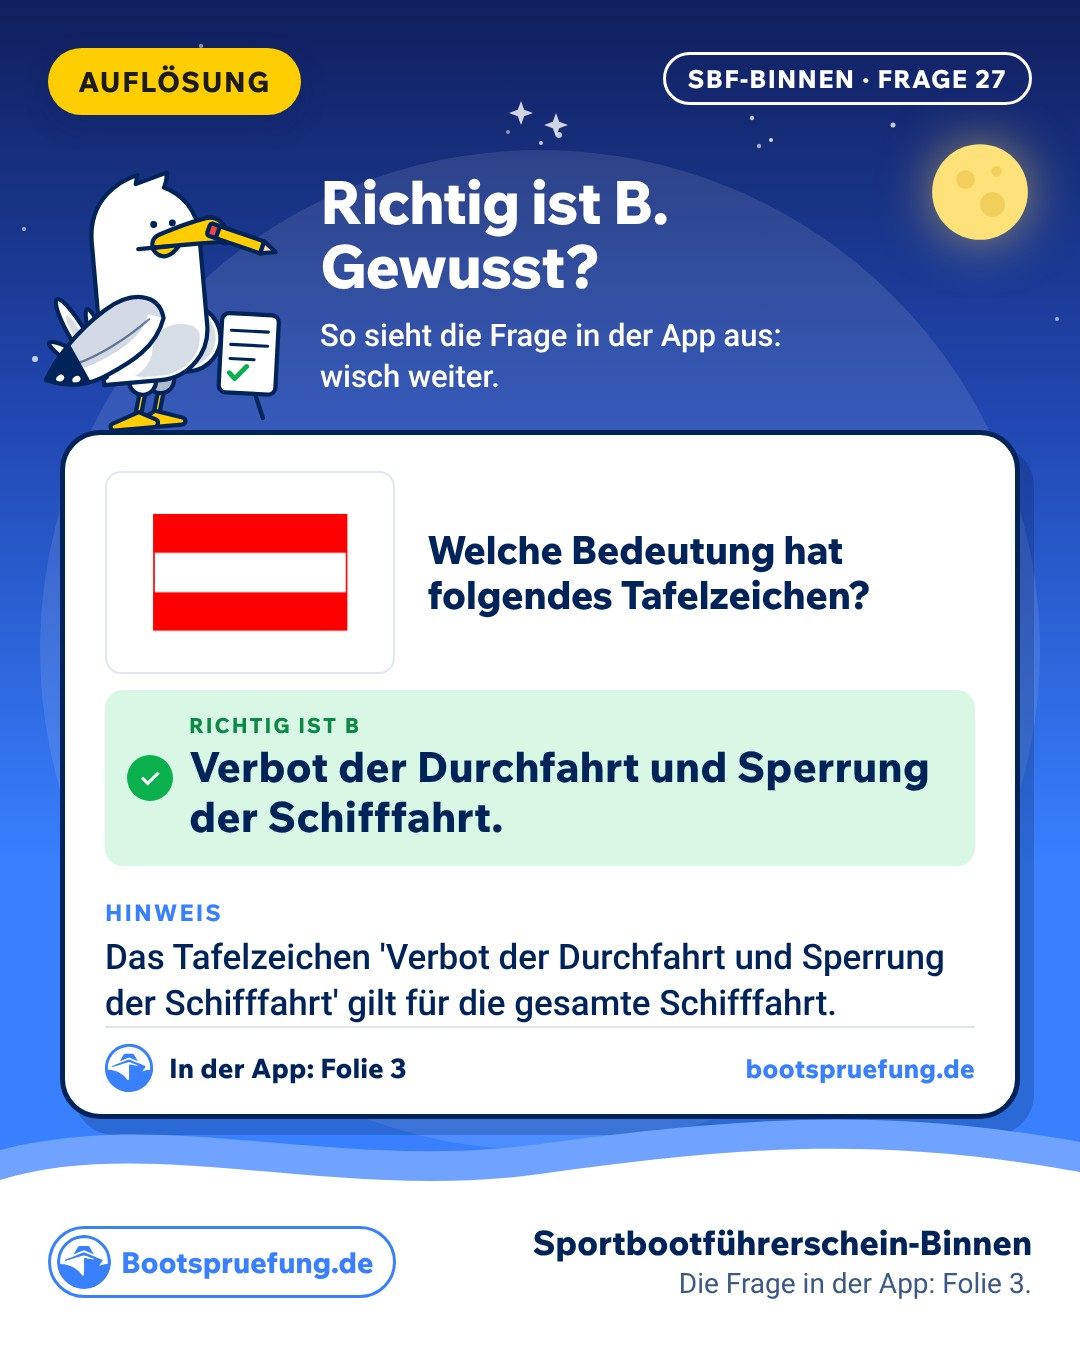 AUFLÖSUNG
SBF-BINNEN · FRAGE 27
Richtig ist B.
Gewusst?
So sieht die Frage in der App aus:
wisch weiter.
Welche Bedeutung hat
folgendes Tafelzeichen?
RICHTIG IST B
Verbot der Durchfahrt und Sperrung
der Schifffahrt.
HINWEIS
Das Tafelzeichen 'Verbot der Durchfahrt und Sperrung
der Schifffahrt' gilt für die gesamte Schifffahrt.
In der App: Folie 3
bootspruefung.de
Bootspruefung.de
Sportbootführerschein-Binnen
Die Frage in der App: Folie 3.